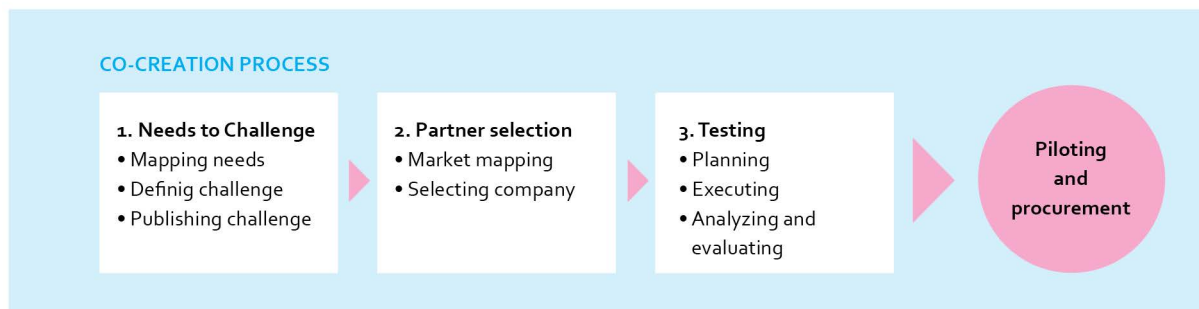 CO-CREATION PROCESS
1. Needs to Challenge
• Mapping needs
• Definig challenge
• Publishing challenge
2. Partner selection
• Market mapping
• Selecting company
3. Testing
• Planning
• Executing
• Analyzing and
evaluating
Piloting
and
procurement